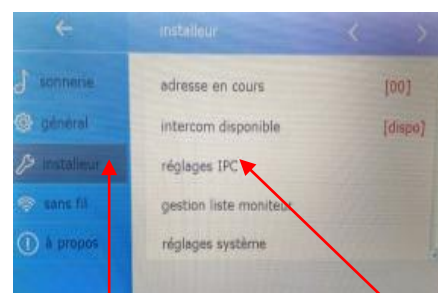 installeur
sonnerie
général
installeur
sans fil
à propos
adresse en cours [00]
intercom disponible [dispo]
réglages IPC
gestion liste moniteur
réglages système